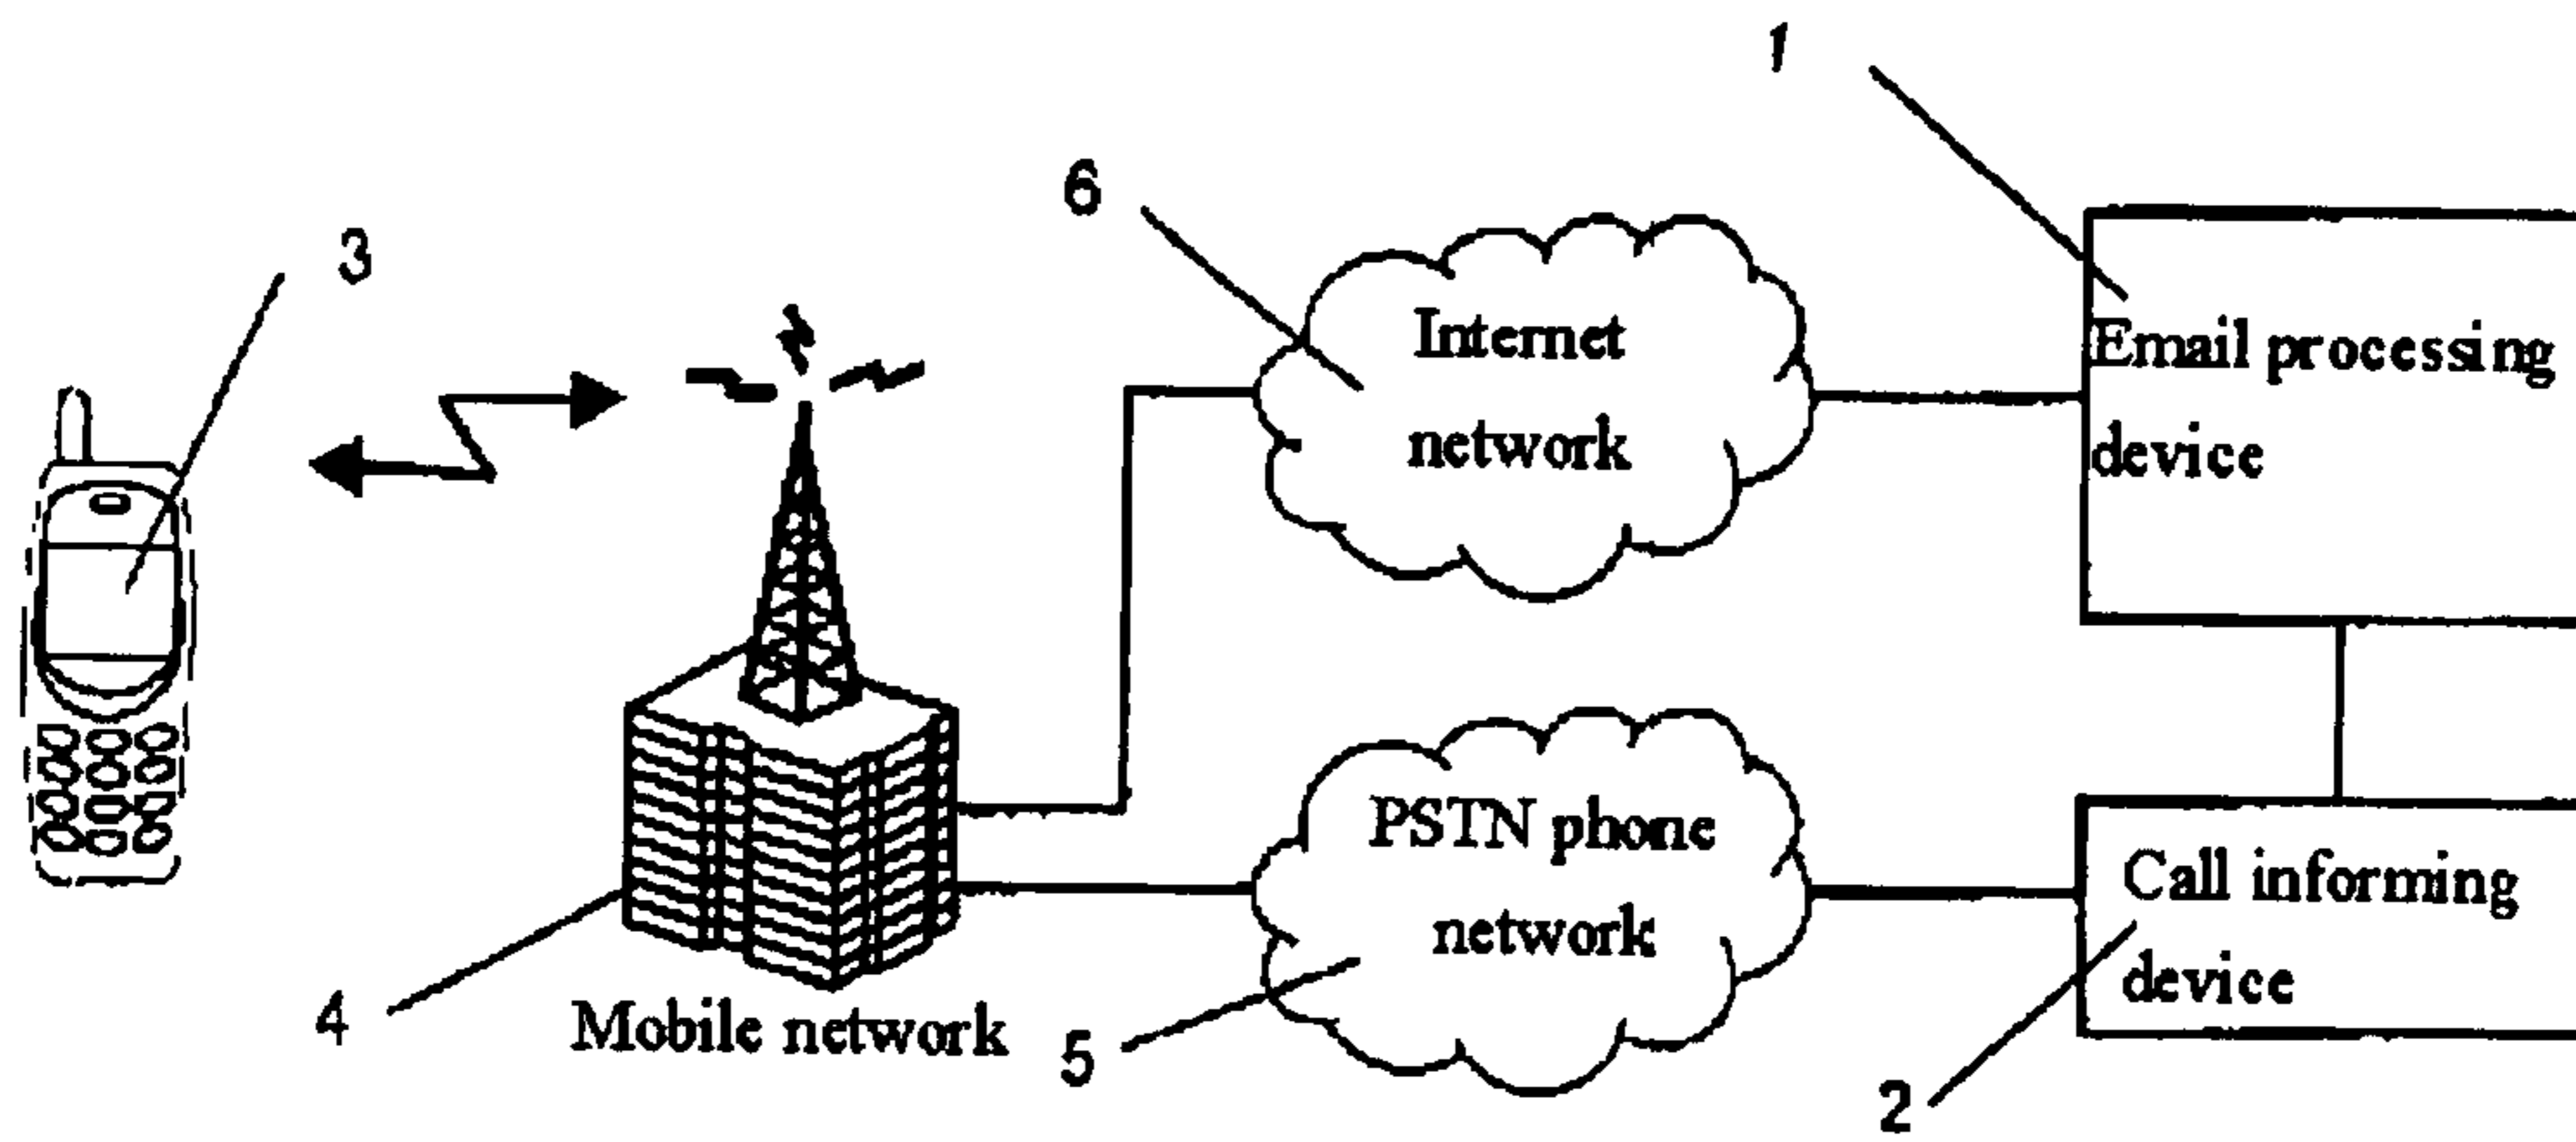 1
6
3
Internet
network
Email processing
device
PSTN phone
network
Call informing
device
4
Mobile network
5
2